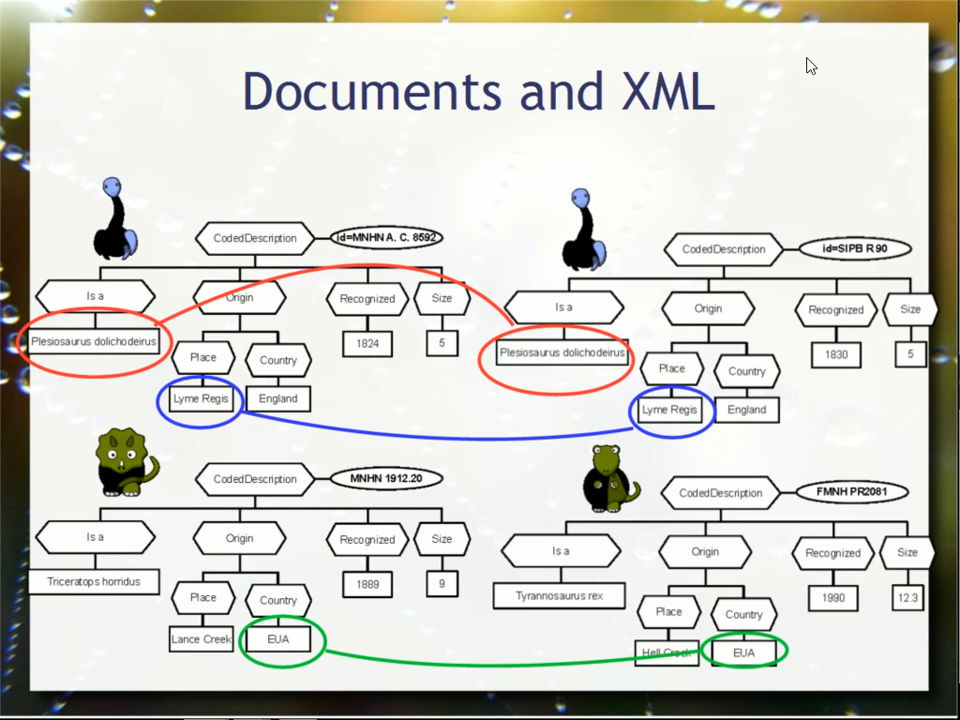 Documents and XML
CodedDescription
id=MNHN A. C. 8592
Is a
Origin
Recognized
Size
Plesiosaurus dolichodeirus
1824
5
Place
Country
Lyme Regis
England
CodedDescription
id=SIPB R 90
Is a
Origin
Recognized
Size
Plesiosaurus dolichodeirus
1830
5
Place
Country
Lyme Regis
England
CodedDescription
MNHN 1912.20
Is a
Origin
Recognized
Size
Triceratops horridus
1889
9
Place
Country
Lance Creek
EUA
CodedDescription
FMNH PR2081
Is a
Origin
Recognized
Size
Tyrannosaurus rex
1990
12.3
Place
Country
Hell Creek
EUA